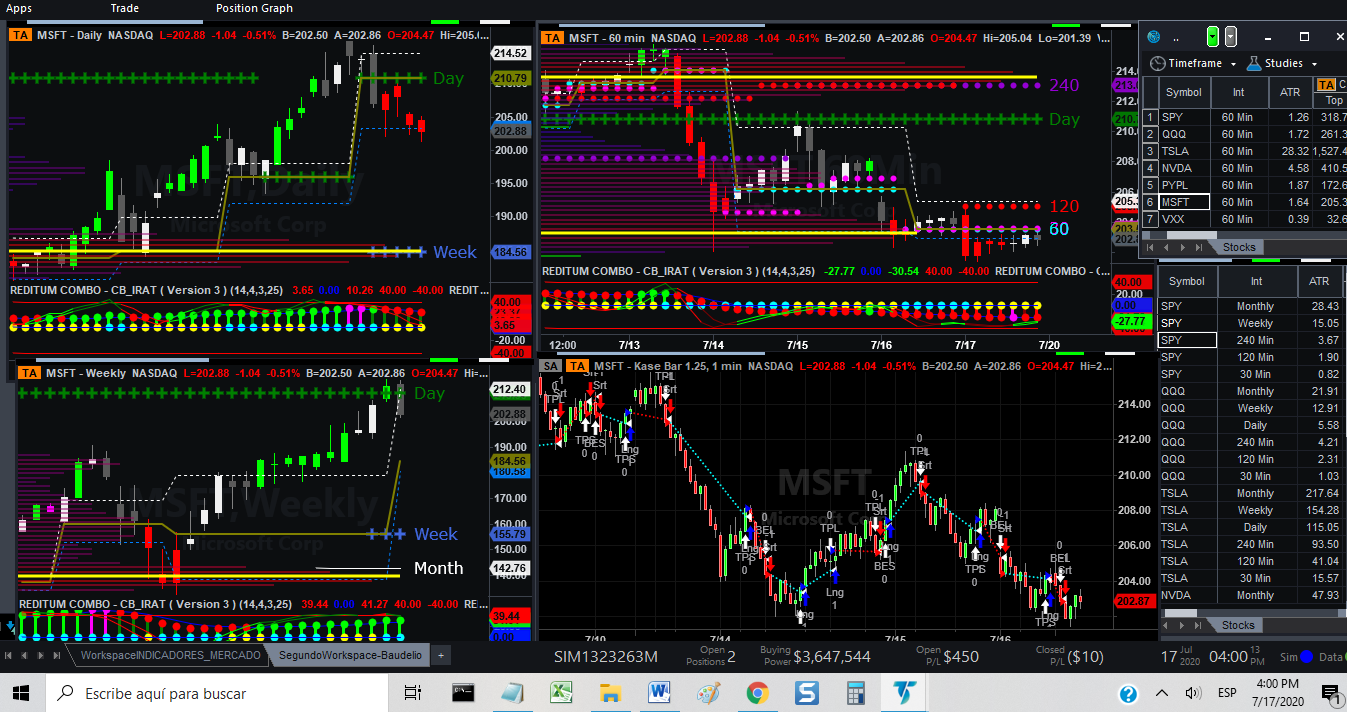 Apps Trade Position Graph
TA MSFT - Daily NASDAQ L=202.88 -1.04 -0.51% B=202.50 A=202.86 O=204.47 Hi=205.(...
214.52
Day
210.79
205.00
202.88
200.00
195.00
190.00
Week
184.56
MSFT, Daily
Microsoft Corp
REDITUM COMBO - CB_IRAT ( Version 3 ) (14,4,3,25) 3.65 0.00 10.26 40.00 -40.00 REDIT...
40.00
3.65
-20.00
-40.00
TA MSFT - Weekly NASDAQ L=202.88 -1.04 -0.51% B=202.50 A=202.86 O=204.47 Hi=...
212.40
Day
202.88
200.00
190.00
184.56
180.58
170.00
160.00
Week
155.79
150.00
Month
142.76
140.00
MSFT, Weekly
Microsoft Corp
REDITUM COMBO - CB_IRAT ( Version 3 ) (14,4,3,25) 39.44 0.00 41.27 40.00 -40.00 RE...
39.44
0.00
TA MSFT - 60 min NASDAQ L=202.88 -1.04 -0.51% B=202.50 A=202.86 O=204.47 Hi=205.04 Lo=201.39
214.0
240
212.0
Day
210.0
208.0
206.0
120
205.3
60
REDITUM COMBO - CB_IRAT ( Version 3 ) (14,4,3,25) -27.77 0.00 -30.54 40.00 -40.00 REDITUM COMBO - C...
40.00
20.00
0.00
-27.77
12:00 7/13 7/14 7/15 7/16 7/17 7/20
SA TA MSFT - Kase Bar 1.25, 1 min NASDAQ L=202.88 -1.04 -0.51% B=202.50 A=202.86 O=204.47 Hi=2...
214.00
212.00
210.00
208.00
206.00
204.00
202.87
MSFT
Microsoft Corp
7/10 7/14 7/15 7/16
Timeframe Studies
Symbol Int ATR TA C
Top
1 SPY 60 Min 1.26 318.7
2 QQQ 60 Min 1.72 261.3
3 TSLA 60 Min 28.32 1,527.4
4 NVDA 60 Min 4.58 410.5
5 PYPL 60 Min 1.87 172.6
6 MSFT 60 Min 1.64 205.3
7 VXX 60 Min 0.39 32.6
Stocks
Symbol Int ATR
SPY Monthly 28.43
SPY Weekly 15.05
SPY 240 Min 3.67
SPY 120 Min 1.90
SPY 30 Min 0.82
QQQ Monthly 21.91
QQQ Weekly 12.91
QQQ Daily 5.58
QQQ 240 Min 4.21
QQQ 120 Min 2.31
QQQ 30 Min 1.03
TSLA Monthly 217.64
TSLA Weekly 154.28
TSLA Daily 115.05
TSLA 240 Min 93.50
TSLA 120 Min 41.04
TSLA 30 Min 15.57
NVDA Monthly 47.93
Stocks
WorkspaceINDICADORES_MERCADO SegundoWorkspace-Baudelio +
SIM1323263M Open Positions 2 Buying Power $3,647,544 Open P/L $450 Closed P/L ($10) 17 Jul 2020 04:00 13 PM Sim Data
Escribe aquí para buscar
ESP 4:00 PM
7/17/2020